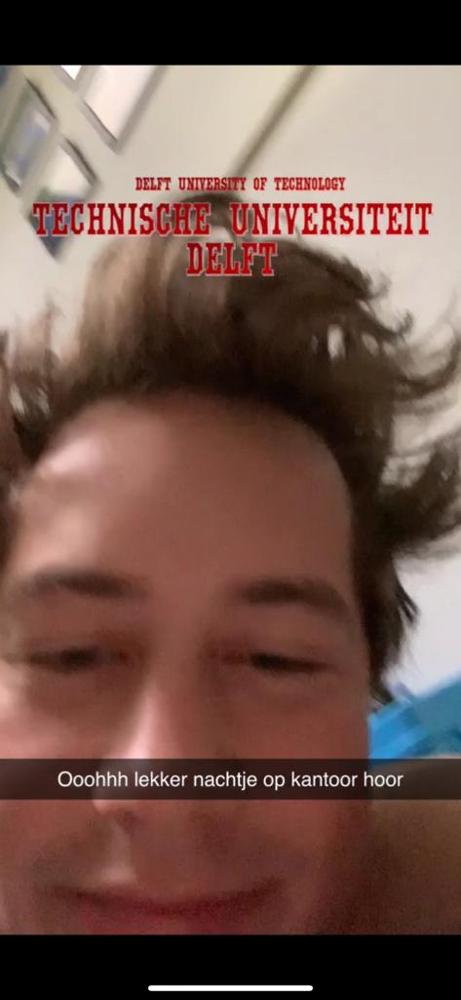 DELFT UNIVERSITY OF TECHNOLOGY
TECHNISCHE UNIVERSITEIT
DELFT
Ooohhh lekker nachtje op kantoor hoor